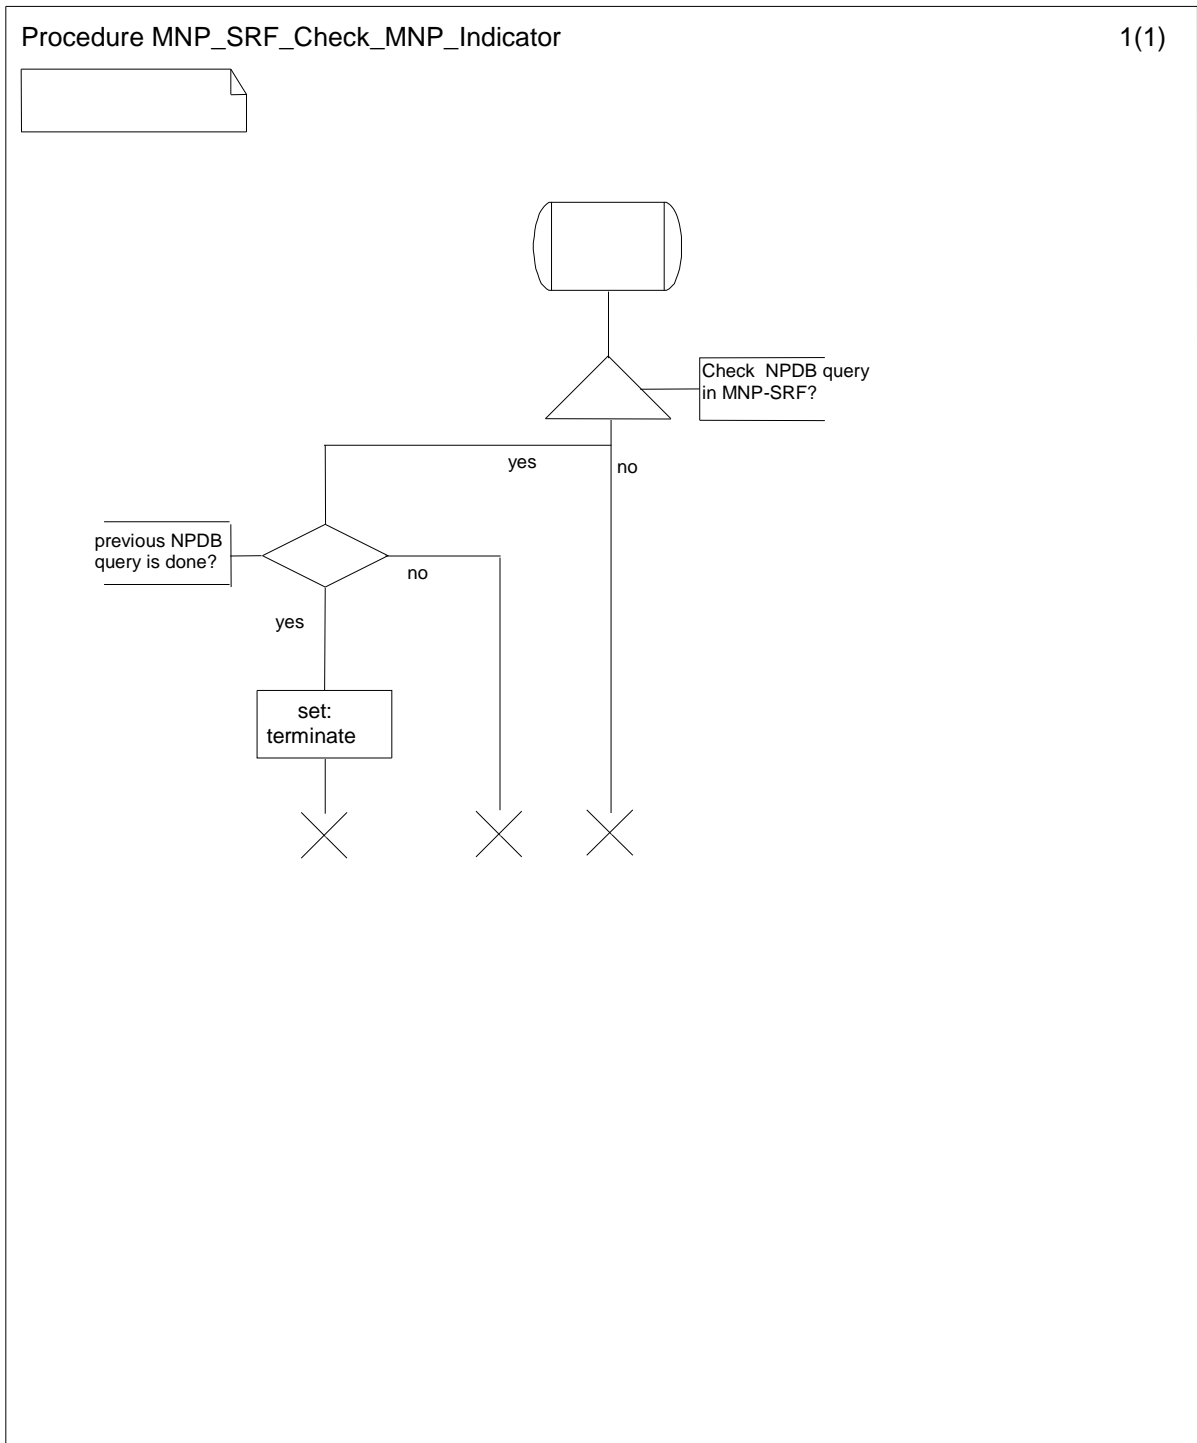 Procedure MNP_SRF_Check_MNP_Indicator
1(1)
Check NPDB query
in MNP-SRF?
yes
no
previous NPDB
query is done?
no
yes
set:
terminate